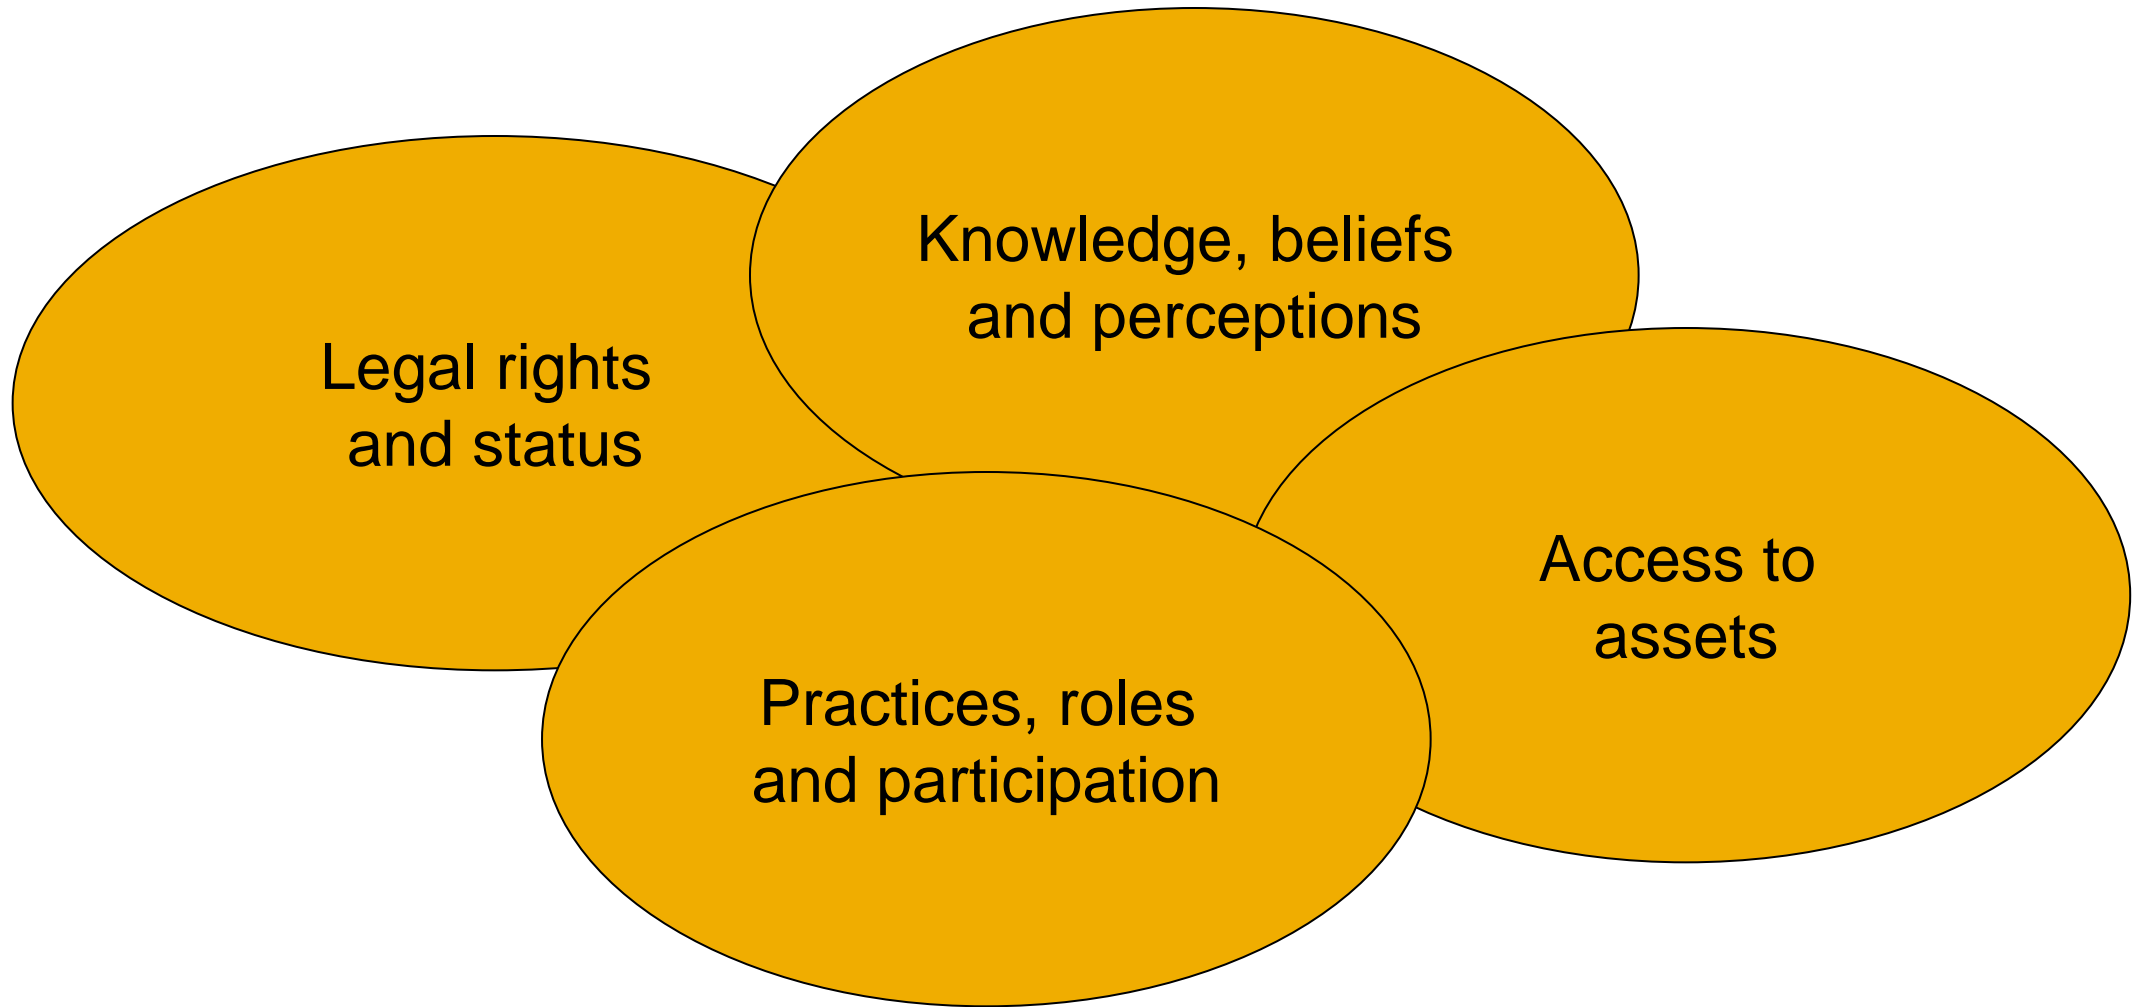 Knowledge, beliefs
and perceptions
Legal rights
and status
Access to
assets
Practices, roles
and participation